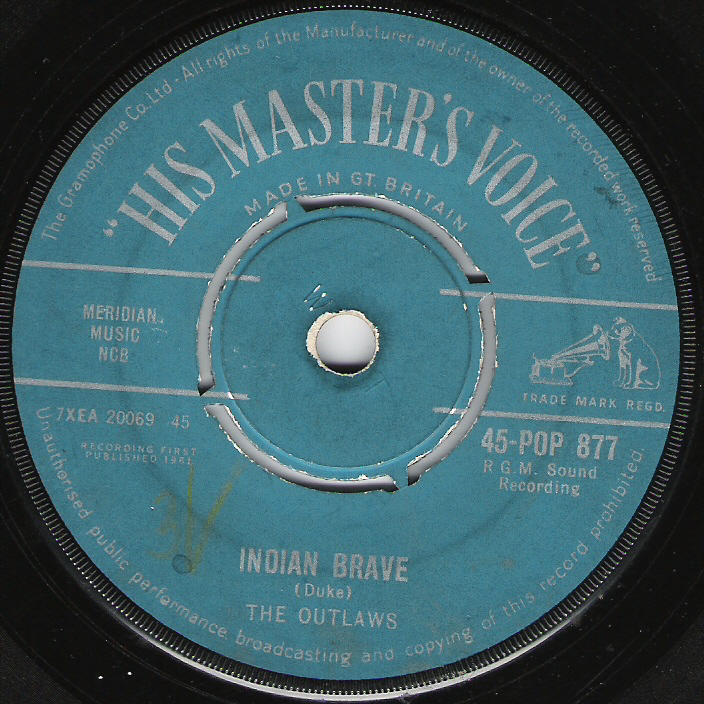 The Gramophone Co. Ltd - All rights of the Manufacturer and of the owner of the recorded work reserved
"HIS MASTER'S VOICE"
MADE IN GT. BRITAIN
MERIDIAN
MUSIC
NCB
TRADE MARK REGD.
7XEA 20069 45
RECORDING FIRST
PUBLISHED 1961
45-POP 877
R G.M. Sound
Recording
INDIAN BRAVE
(Duke)
THE OUTLAWS
Unauthorised public performance, broadcasting and copying of this record prohibited.